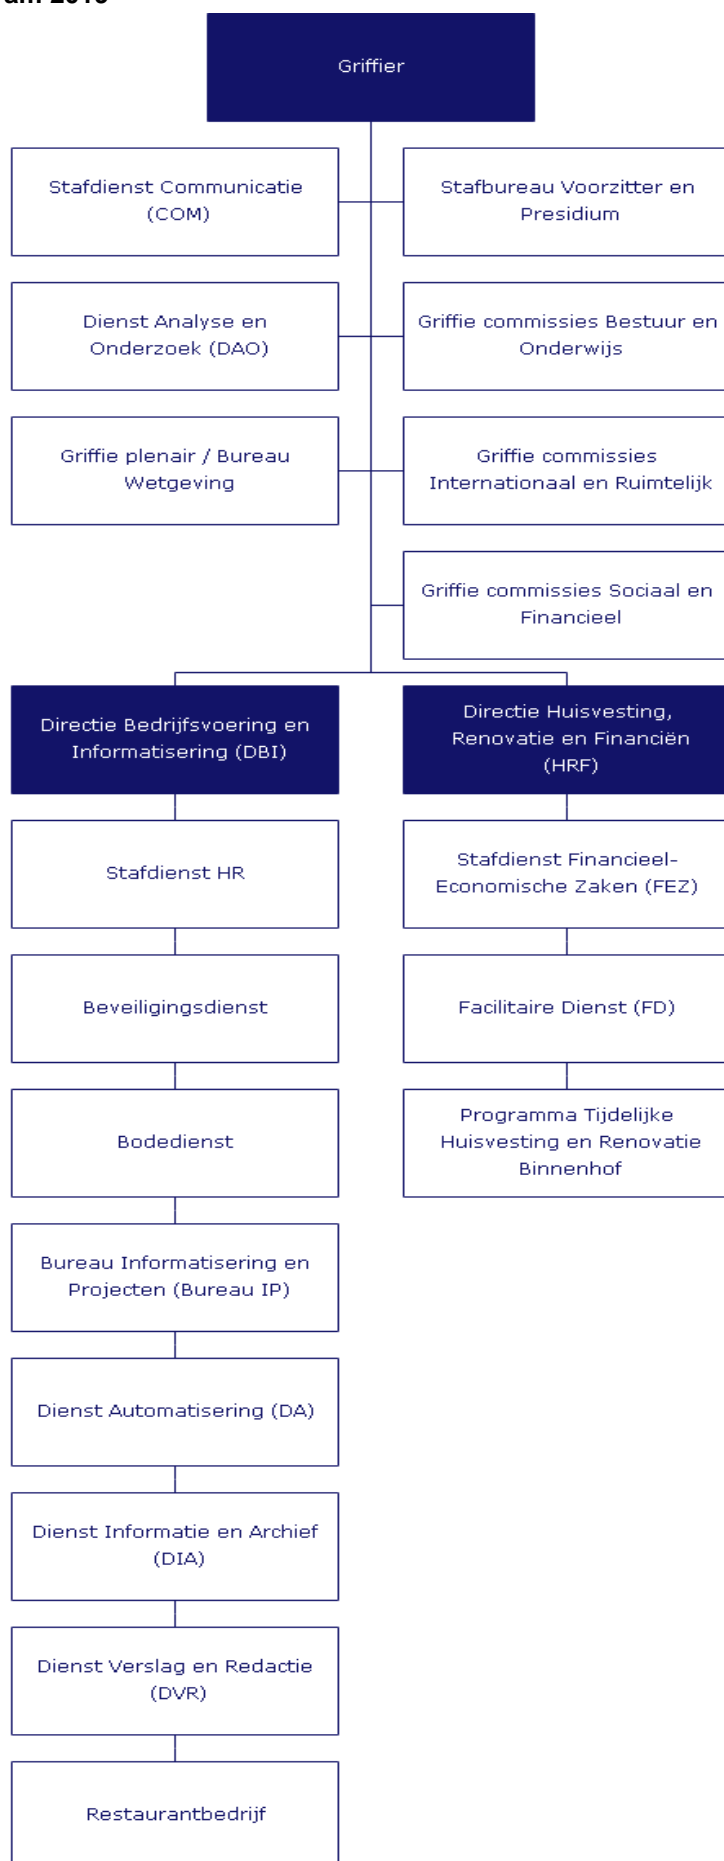 Griffier
Stafdienst Communicatie
(COM)
Stafbureau Voorzitter en
Presidium
Dienst Analyse en
Onderzoek (DAO)
Griffie commissies Bestuur en
Onderwijs
Griffie plenair / Bureau
Wetgeving
Griffie commissies
Internationaal en Ruimtelijk
Griffie commissies Sociaal en
Financieel
Directie Bedrijfsvoering en
Informatisering (DBI)
Directie Huisvesting,
Renovatie en Financiën
(HRF)
Stafdienst HR
Stafdienst Financieel-
Economische Zaken (FEZ)
Beveiligingsdienst
Facilitaire Dienst (FD)
Bodedienst
Programma Tijdelijke
Huisvesting en Renovatie
Binnenhof
Bureau Informatisering en
Projecten (Bureau IP)
Dienst Automatisering (DA)
Dienst Informatie en Archief
(DIA)
Dienst Verslag en Redactie
(DVR)
Restaurantbedrijf